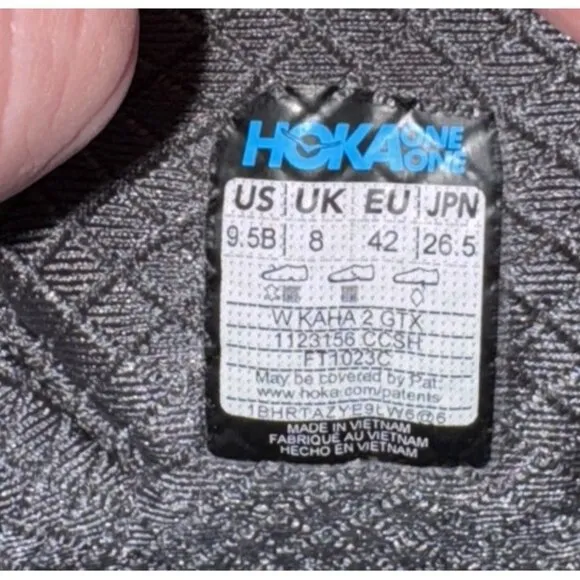 HOKA ONE ONE
US UK EU JPN
9.5B 8 42 26.5
W KAHA 2 GTX
1123156 CCSH
FT1023C
May be covered by Pat.
www.hoka.com/patents
1BHRTAZYE9LW6@6
MADE IN VIETNAM
FABRIQUE AU VIETNAM
HECHO EN VIETNAM